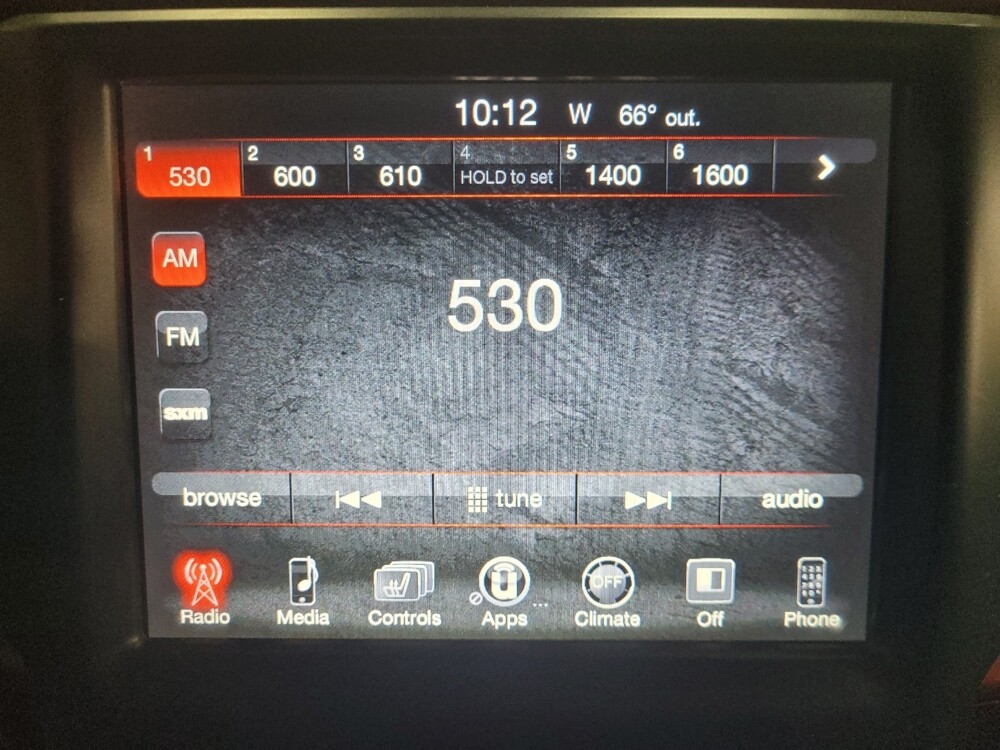 10:12 W 66° out.
1 2 3 4 5 6
530 600 610 HOLD to set 1400 1600
AM
530
FM
sxm
browse tune audio
OFF
Radio Media Controls Apps ... Climate Off Phone